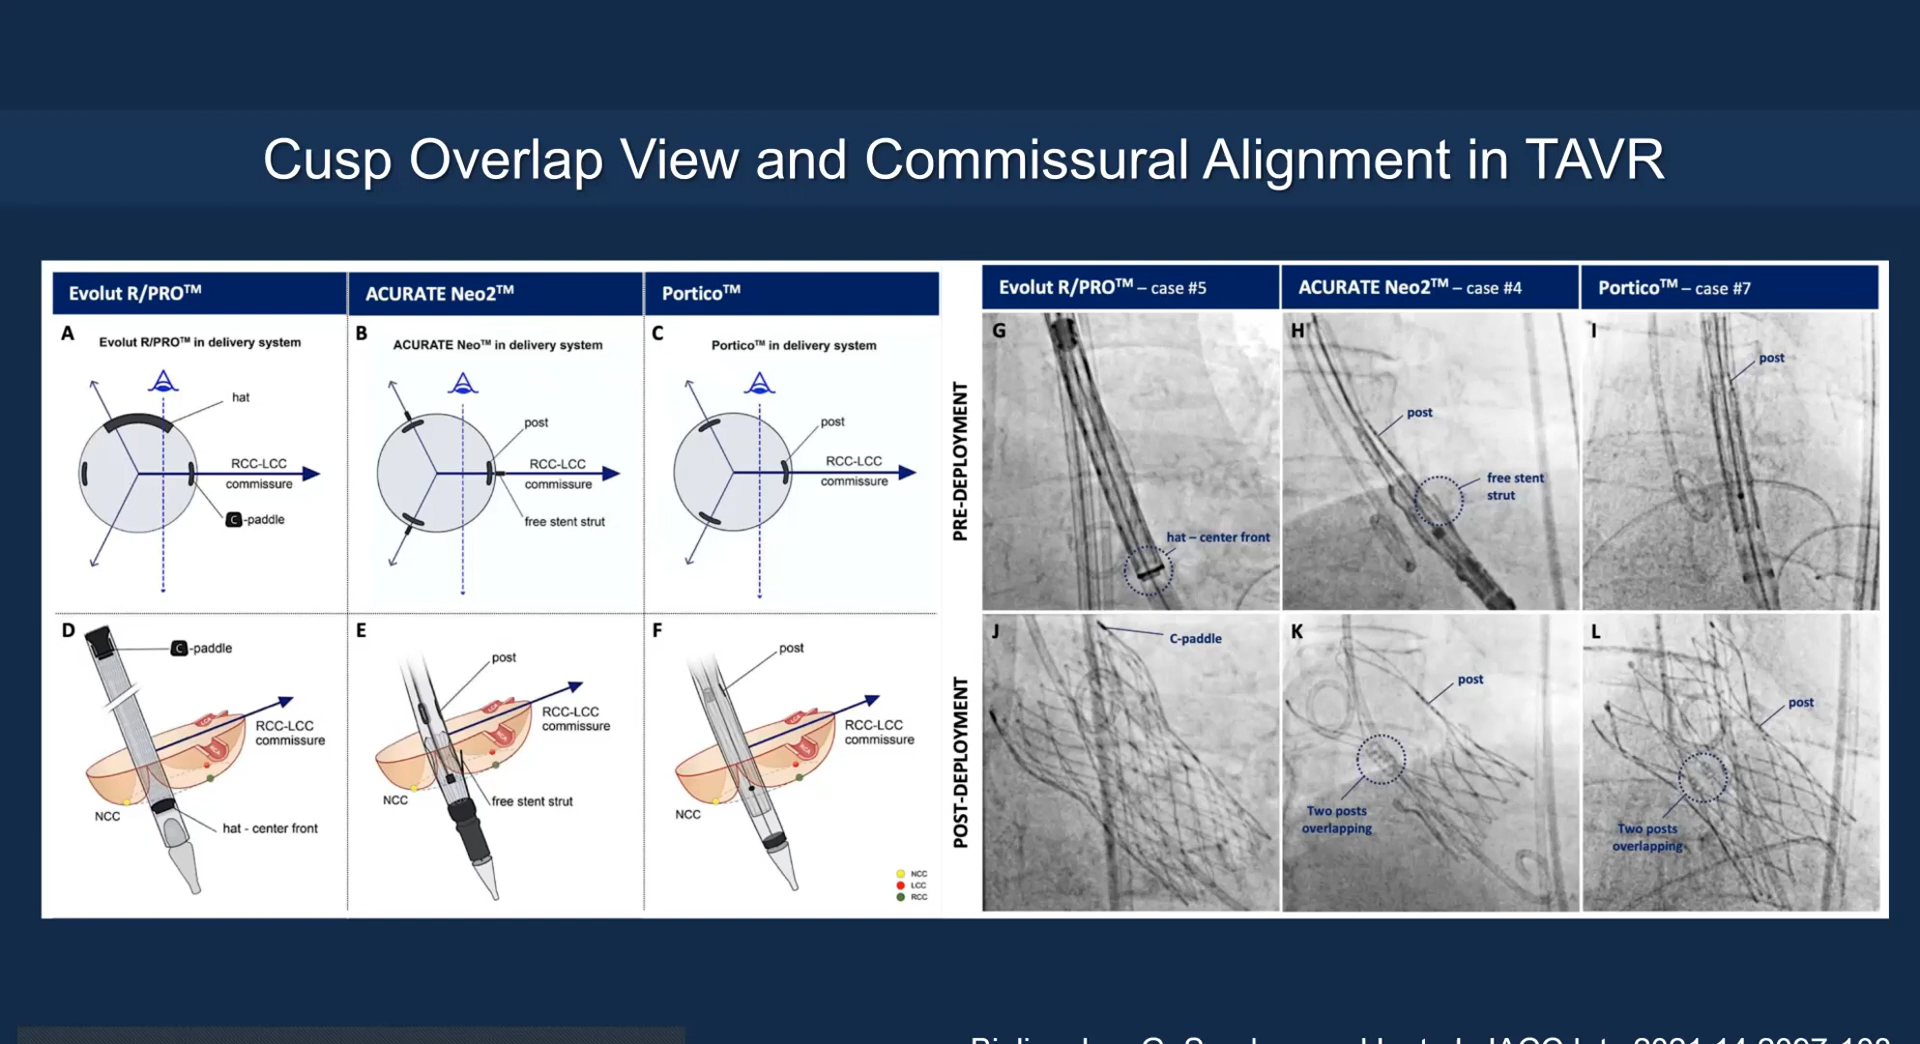 Cusp Overlap View and Commissural Alignment in TAVR
Evolut R/PRO™
ACURATE Neo2™
Portico™
A
Evolut R/PRO™ in delivery system
hat
RCC-LCC
commissure
C-paddle
B
ACURATE Neo™ in delivery system
post
RCC-LCC
commissure
free stent strut
C
Portico™ in delivery system
post
RCC-LCC
commissure
D
C-paddle
RCC-LCC
commissure
NCC
hat - center front
E
post
LCA
RCA
RCC-LCC
commissure
NCC
free stent strut
F
post
RCC-LCC
commissure
NCC
NCC
LCC
RCC
PRE-DEPLOYMENT
POST-DEPLOYMENT
Evolut R/PRO™ – case #5
ACURATE Neo2™ – case #4
Portico™ – case #7
G
hat – center front
H
post
free stent
strut
I
post
J
C-paddle
K
post
Two posts
overlapping
L
post
Two posts
overlapping